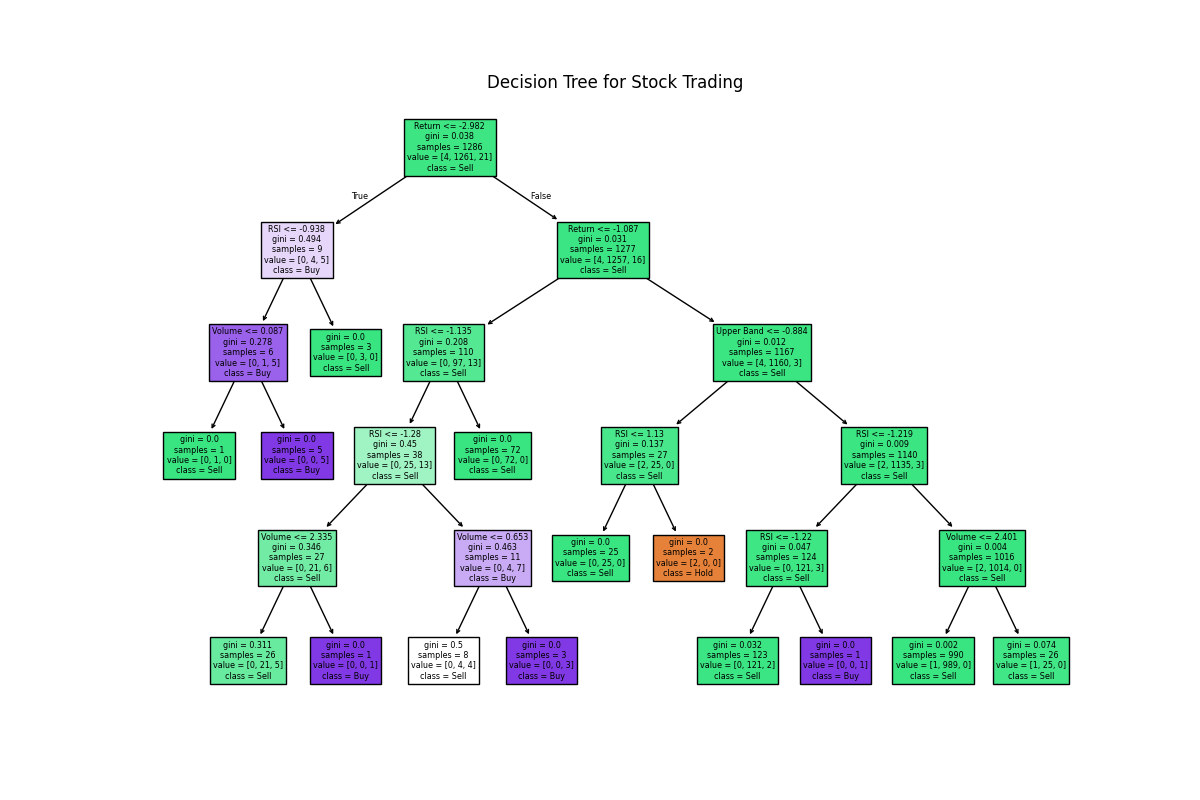 Decision Tree for Stock Trading
Return <= -2.982
gini = 0.038
samples = 1286
value = [4, 1261, 21]
class = Sell
True
False
RSI <= -0.938
gini = 0.494
samples = 9
value = [0, 4, 5]
class = Buy
Return <= -1.087
gini = 0.031
samples = 1277
value = [4, 1257, 16]
class = Sell
Volume <= 0.087
gini = 0.278
samples = 6
value = [0, 1, 5]
class = Buy
gini = 0.0
samples = 3
value = [0, 3, 0]
class = Sell
RSI <= -1.135
gini = 0.208
samples = 110
value = [0, 97, 13]
class = Sell
Upper Band <= -0.884
gini = 0.012
samples = 1167
value = [4, 1160, 3]
class = Sell
gini = 0.0
samples = 1
value = [0, 1, 0]
class = Sell
gini = 0.0
samples = 5
value = [0, 0, 5]
class = Buy
RSI <= -1.28
gini = 0.45
samples = 38
value = [0, 25, 13]
class = Sell
gini = 0.0
samples = 72
value = [0, 72, 0]
class = Sell
RSI <= 1.13
gini = 0.137
samples = 27
value = [2, 25, 0]
class = Sell
RSI <= -1.219
gini = 0.009
samples = 1140
value = [2, 1135, 3]
class = Sell
Volume <= 2.335
gini = 0.346
samples = 27
value = [0, 21, 6]
class = Sell
Volume <= 0.653
gini = 0.463
samples = 11
value = [0, 4, 7]
class = Buy
gini = 0.0
samples = 25
value = [0, 25, 0]
class = Sell
gini = 0.0
samples = 2
value = [2, 0, 0]
class = Hold
RSI <= -1.22
gini = 0.047
samples = 124
value = [0, 121, 3]
class = Sell
Volume <= 2.401
gini = 0.004
samples = 1016
value = [2, 1014, 0]
class = Sell
gini = 0.311
samples = 26
value = [0, 21, 5]
class = Sell
gini = 0.0
samples = 1
value = [0, 0, 1]
class = Buy
gini = 0.5
samples = 8
value = [0, 4, 4]
class = Sell
gini = 0.0
samples = 3
value = [0, 0, 3]
class = Buy
gini = 0.032
samples = 123
value = [0, 121, 2]
class = Sell
gini = 0.0
samples = 1
value = [0, 0, 1]
class = Buy
gini = 0.002
samples = 990
value = [1, 989, 0]
class = Sell
gini = 0.074
samples = 26
value = [1, 25, 0]
class = Sell